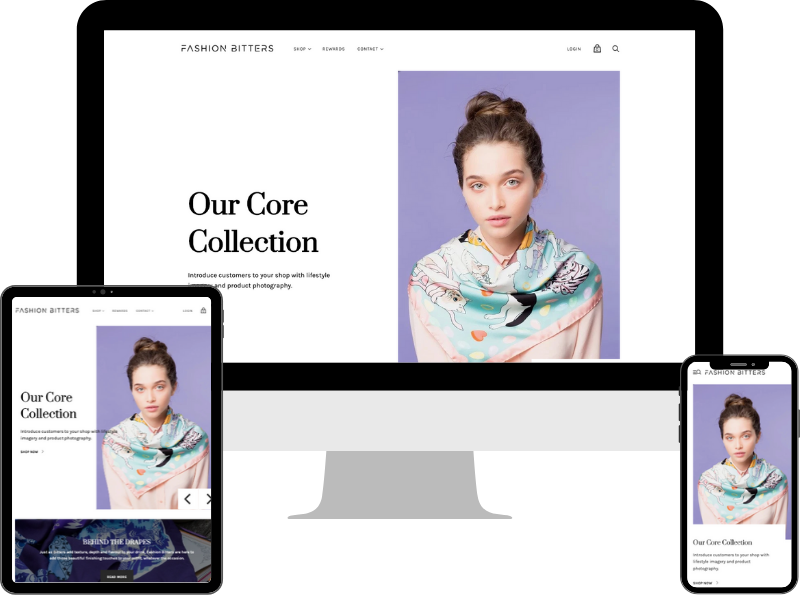 FASHION BITTERS SHOP REWARDS CONTACT LOGIN
Our Core
Collection
Introduce customers to your shop with lifestyle
imagery and product photography.
FASHION BITTERS SHOP REWARDS CONTACT LOGIN
Our Core
Collection
Introduce customers to your shop with lifestyle
imagery and product photography.
SHOP NOW
BEHIND THE DRAPES
READ MORE
FASHION BITTERS
Our Core Collection
Introduce customers to your shop with
lifestyle imagery and product
photography.
SHOP NOW